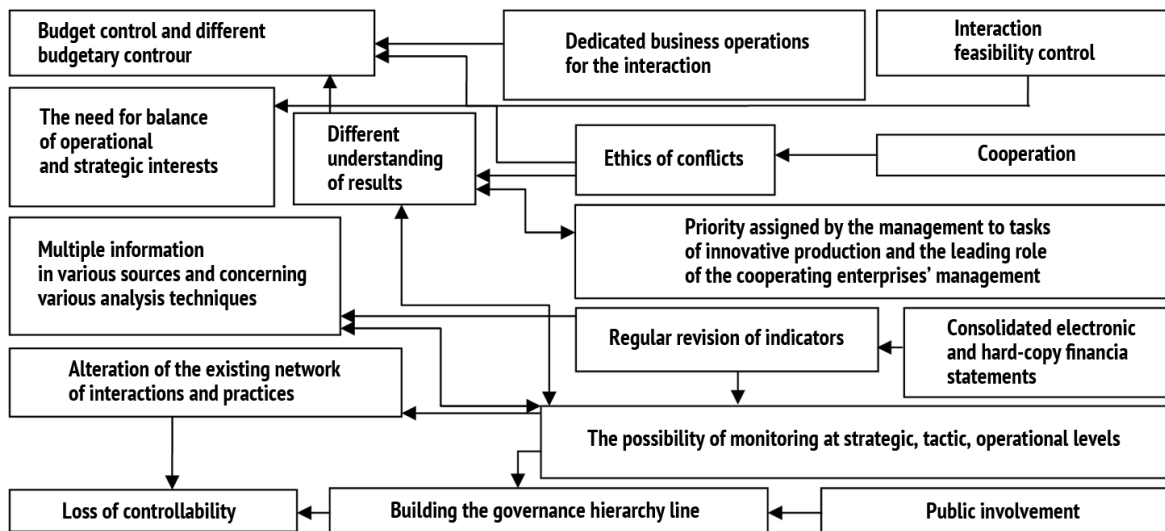 Budget control and different
budgetary controur
Dedicated business operations
for the interaction
Interaction
feasibility control
The need for balance
of operational
and strategic interests
Different
understanding
of results
Ethics of conflicts
Cooperation
Priority assigned by the management to tasks
of innovative production and the leading role
of the cooperating enterprises’ management
Multiple information
in various sources and concerning
various analysis techniques
Regular revision of indicators
Consolidated electronic
and hard-copy financia
statements
Alteration of the existing network
of interactions and practices
The possibility of monitoring at strategic, tactic, operational levels
Loss of controllability
Building the governance hierarchy line
Public involvement